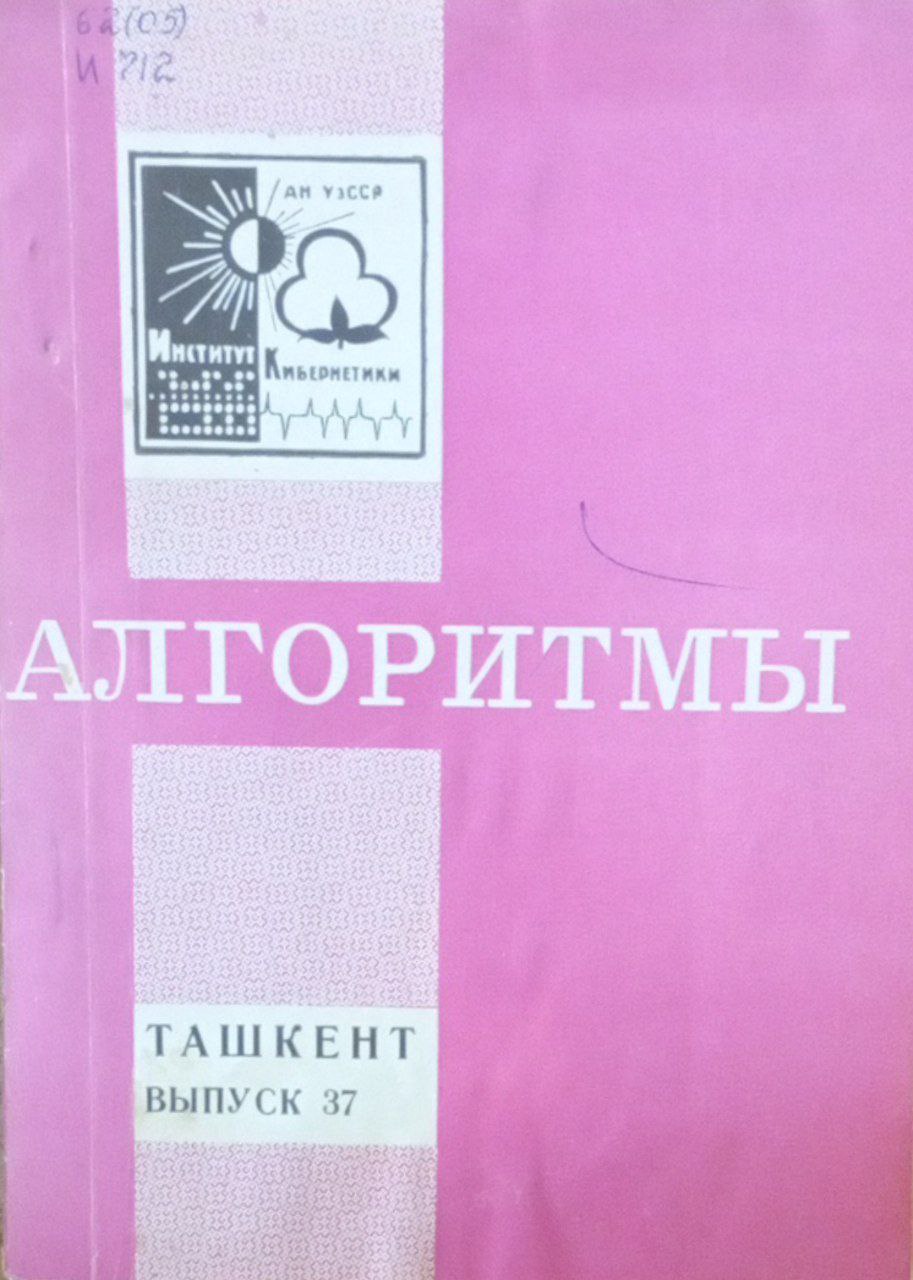 62(05)
И 712
АН УзССР
Институт
Кибернетики
АЛГОРИТМЫ
ТАШКЕНТ
ВЫПУСК 37